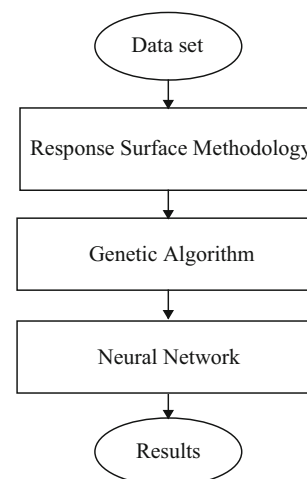 Data set
Response Surface Methodology
Genetic Algorithm
Neural Network
Results